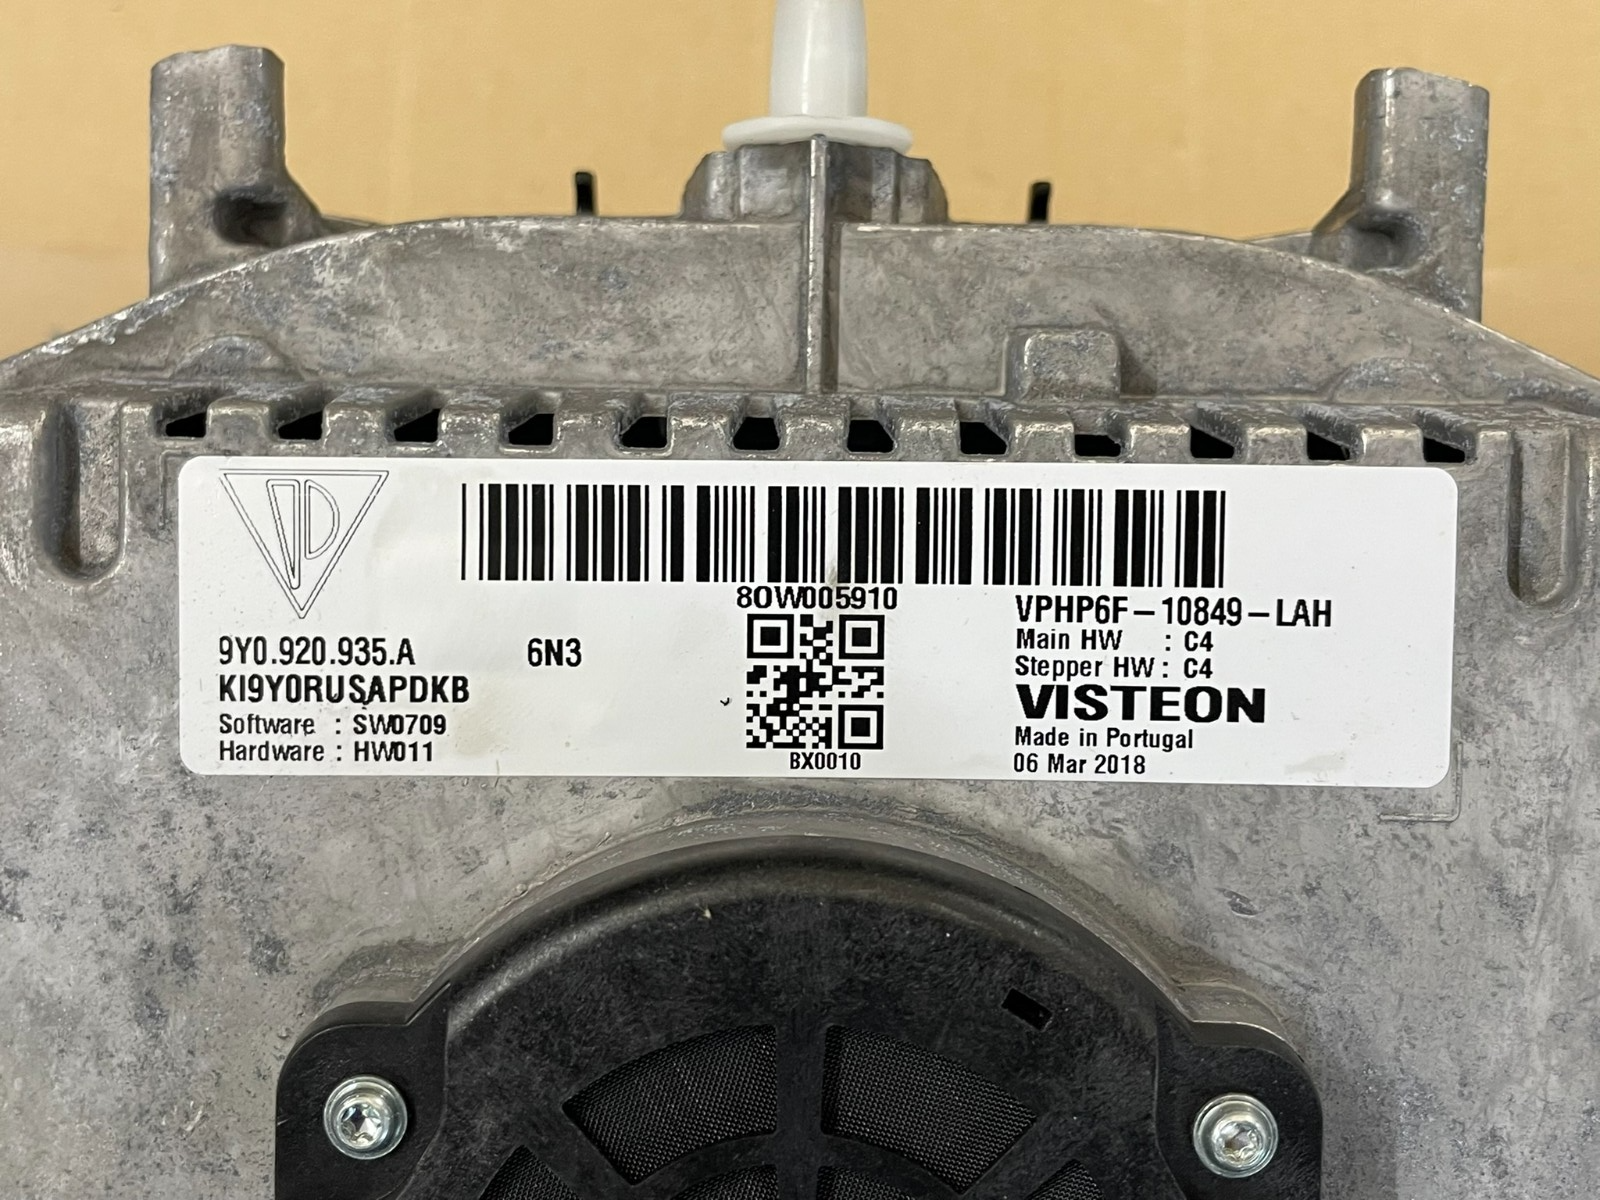 80W005910
9Y0.920.935.A 6N3
KI9Y0RUSAPDKB
Software : SW0709
Hardware : HW011
BX0010
VPHP6F-10849-LAH
Main HW : C4
Stepper HW : C4
VISTEON
Made in Portugal
06 Mar 2018